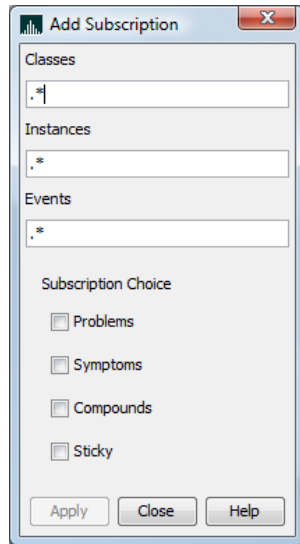 Add Subscription
Classes
.*
Instances
.*
Events
.*
Subscription Choice
Problems
Symptoms
Compounds
Sticky
Apply Close Help